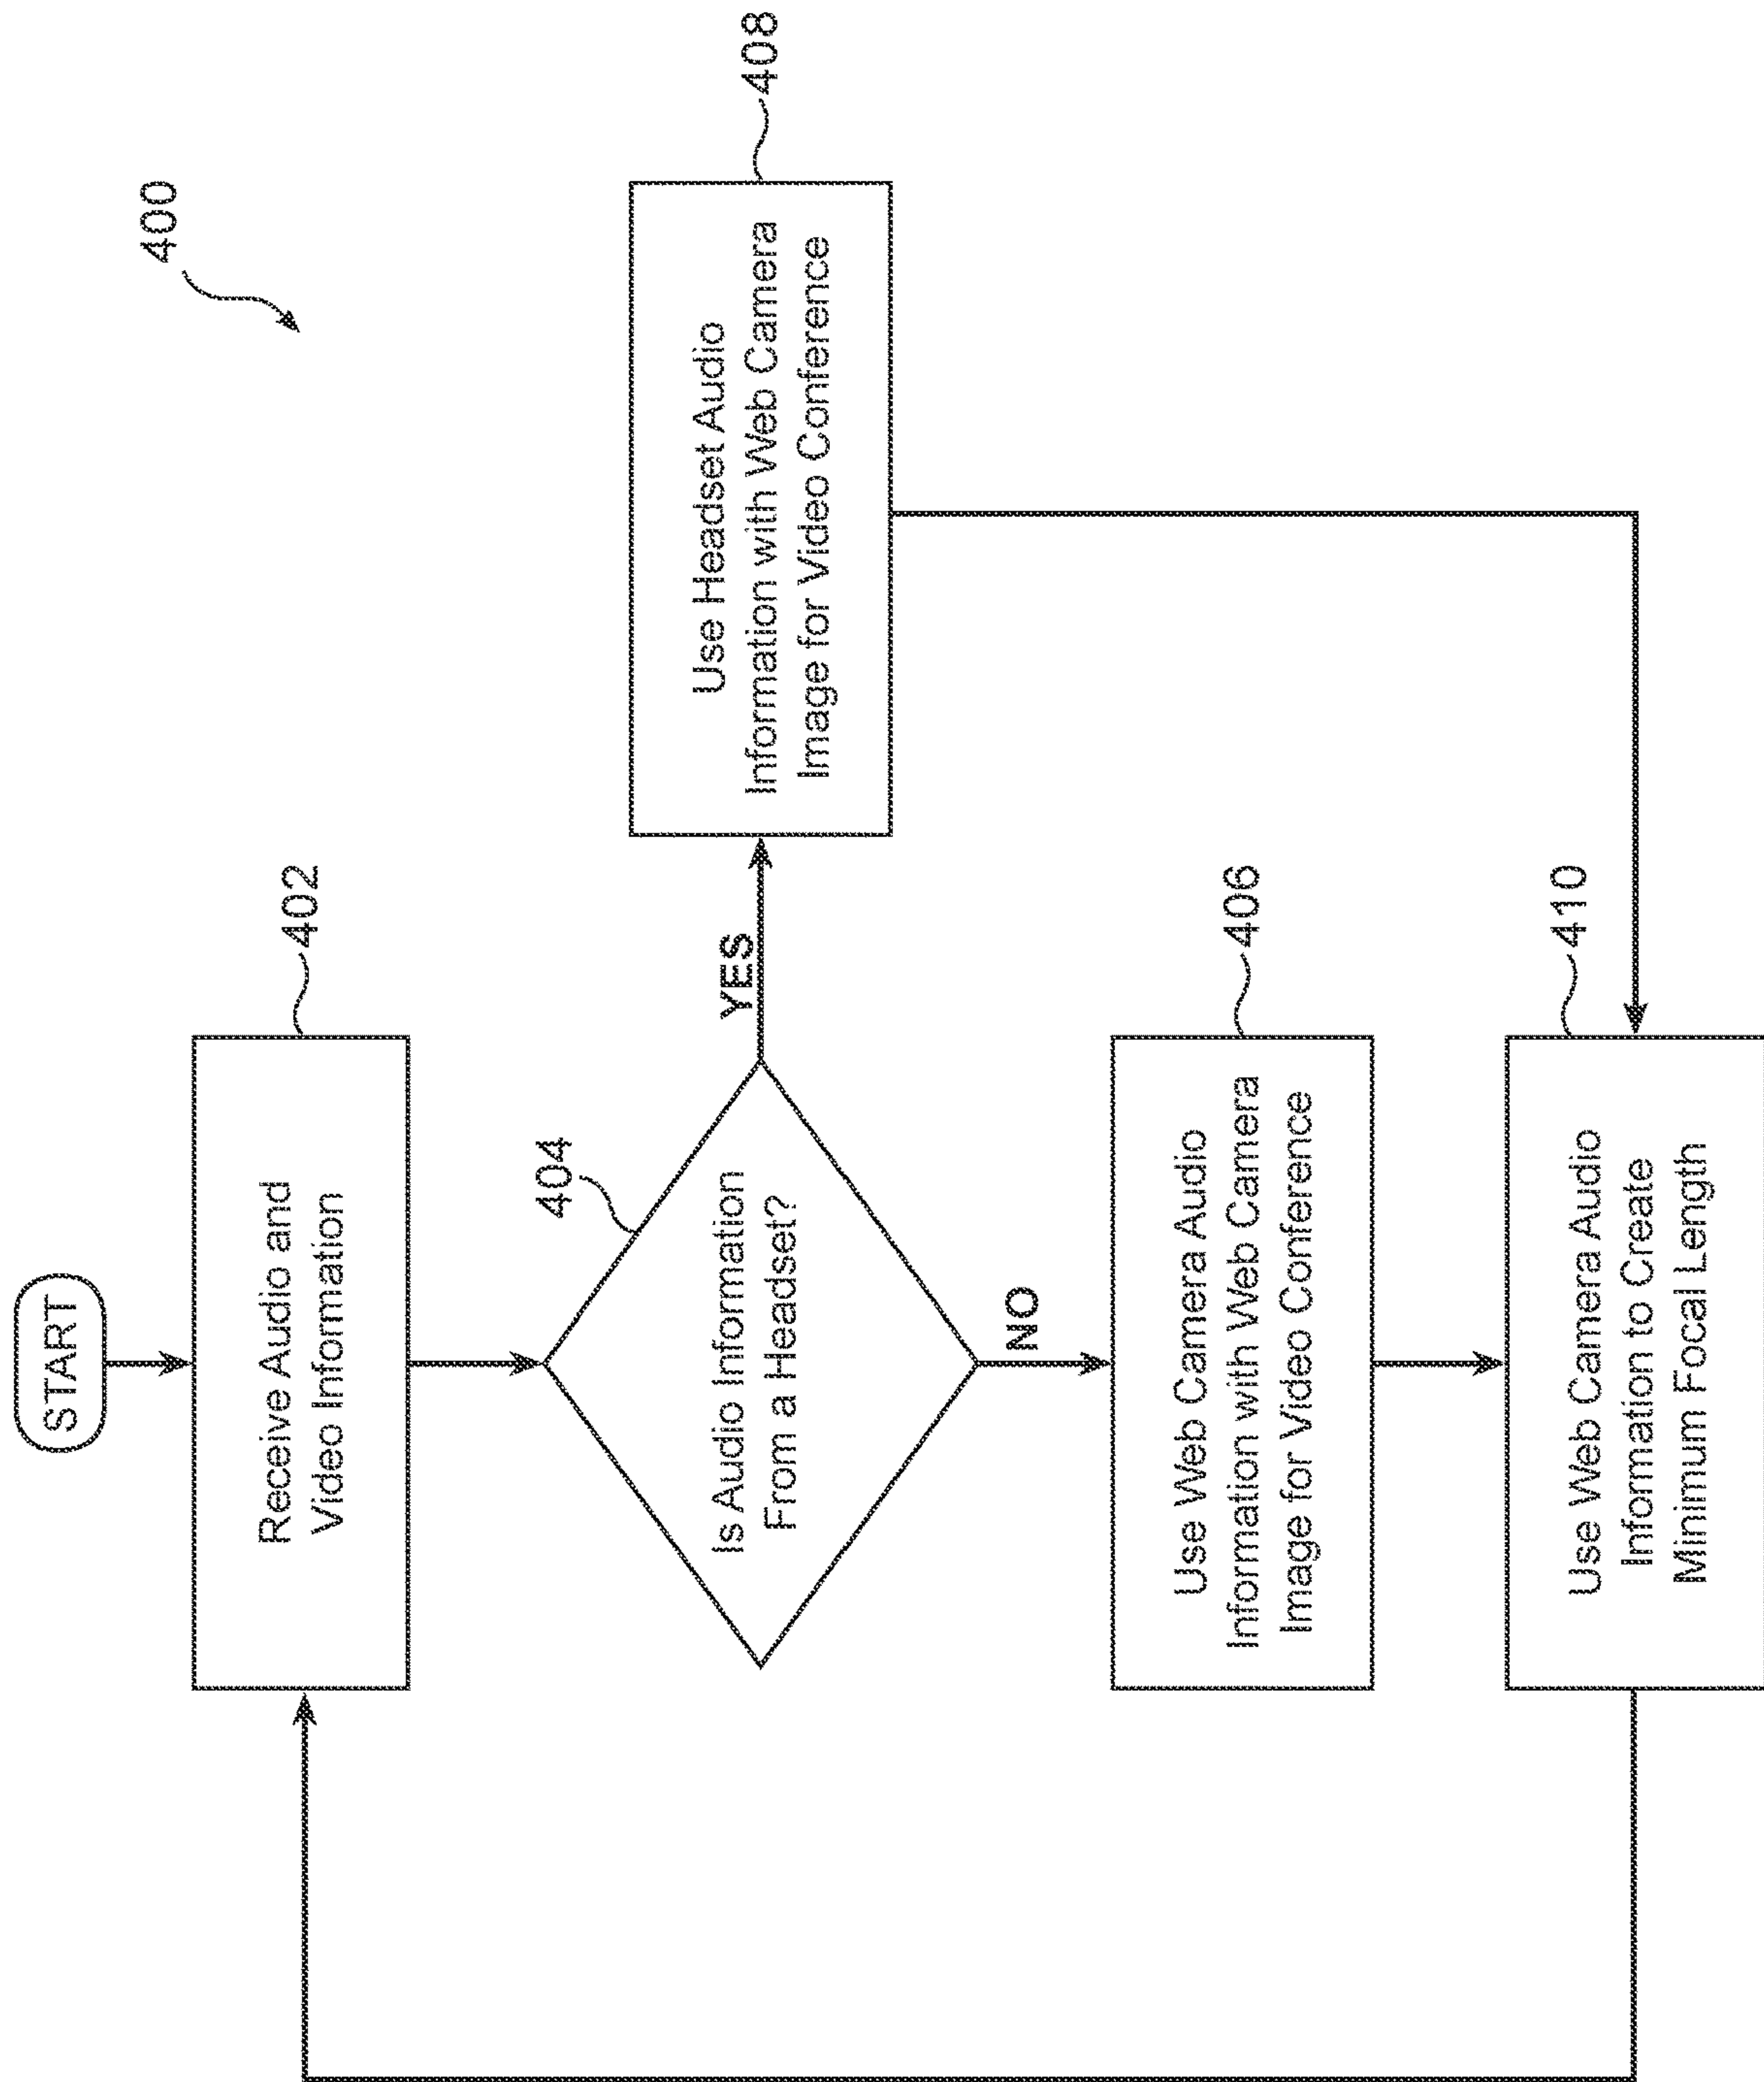 400
START
Receive Audio and
Video Information
402
Is Audio Information
From a Headset?
404
YES
Use Headset Audio
Information with Web Camera
Image for Video Conference
408
NO
Use Web Camera Audio
Information with Web Camera
Image for Video Conference
406
Use Web Camera Audio
Information to Create
Minimum Focal Length
410